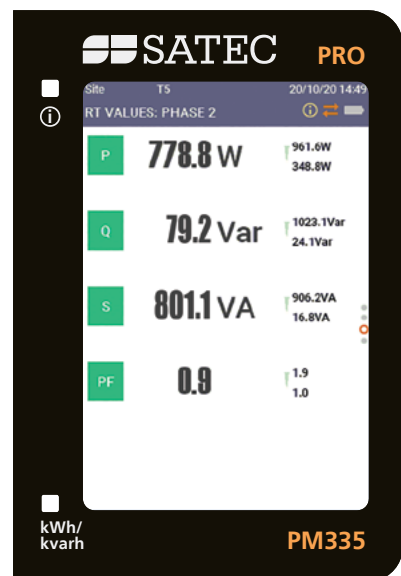 SATEC PRO
Site T5 20/10/20 14:49
RT VALUES: PHASE 2
P 778.8 W 961.6W
348.8W
Q 79.2 Var 1023.1Var
24.1Var
S 801.1 VA 906.2VA
16.8VA
PF 0.9 1.9
1.0
kWh/
kvarh
PM335